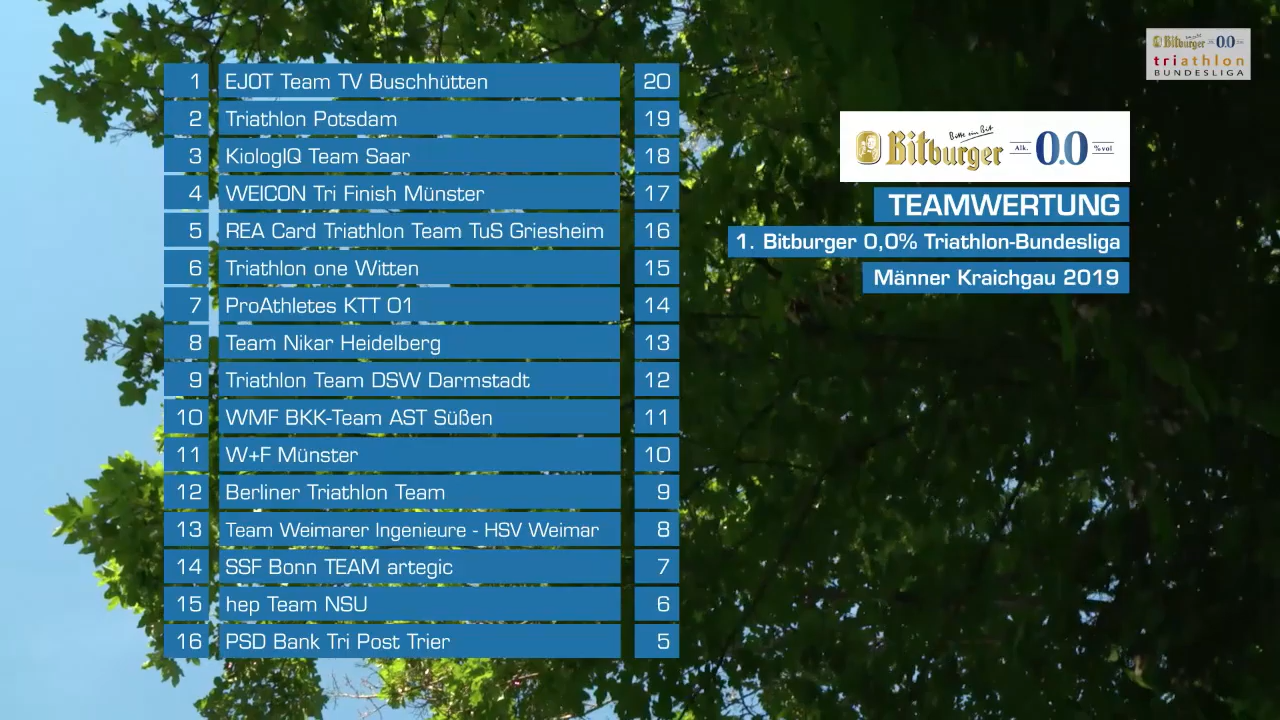 1 EJOT Team TV Buschhütten 20
2 Triathlon Potsdam 19
3 KiologIQ Team Saar 18
4 WEICON Tri Finish Münster 17
5 REA Card Triathlon Team TuS Griesheim 16
6 Triathlon one Witten 15
7 ProAthletes KTT 01 14
8 Team Nikar Heidelberg 13
9 Triathlon Team DSW Darmstadt 12
10 WMF BKK-Team AST Süßen 11
11 W+F Münster 10
12 Berliner Triathlon Team 9
13 Team Weimarer Ingenieure - HSV Weimar 8
14 SSF Bonn TEAM artegic 7
15 hep Team NSU 6
16 PSD Bank Tri Post Trier 5
Bitte ein Bit
Bitburger Alk. 0.0 % vol
TEAMWERTUNG
1. Bitburger 0,0% Triathlon-Bundesliga
Männer Kraichgau 2019
Bitburger 0.0
triathlon
BUNDESLIGA